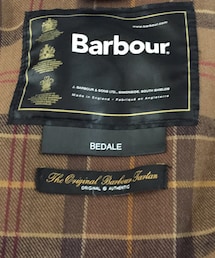 Barbour®
J. BARBOUR & SONS LTD., SIMONSIDE, SOUTH SHIELDS
Made in England - Fabriqué en Angleterre
BEDALE
The Original Barbour Tartan
ORIGINAL & AUTHENTIC